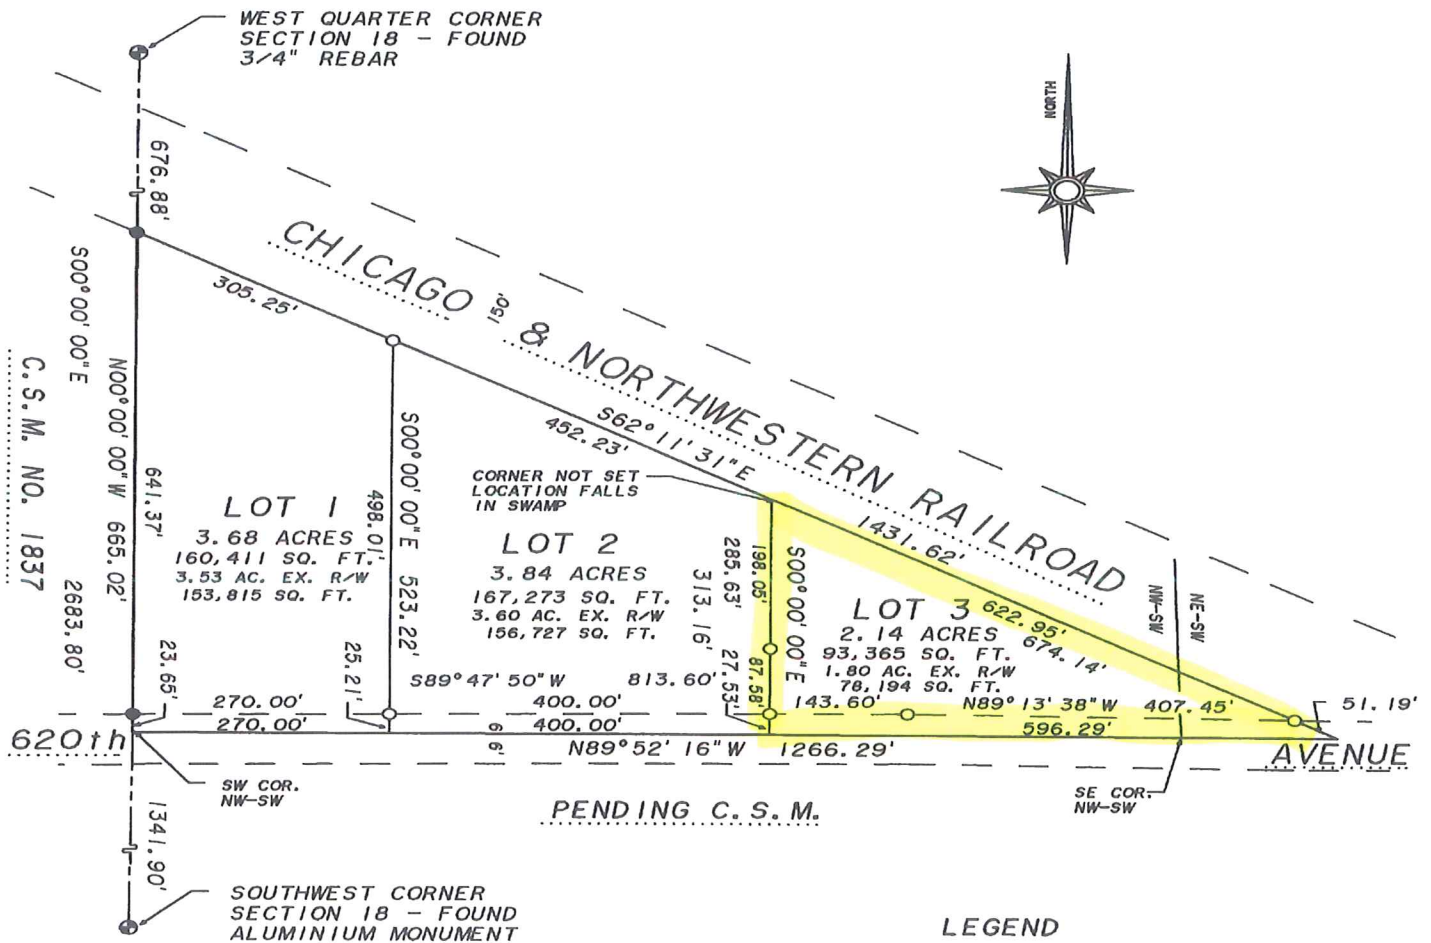 WEST QUARTER CORNER
SECTION 18 - FOUND
3/4" REBAR
NORTH
676.88'
S00°00'00"E
2683.80'
C.S.M. NO. 1837
N00°00'00"W 665.02'
641.37'
23.65'
305.25'
CHICAGO & NORTHWESTERN RAILROAD
150'
S62°11'31"E
1431.62'
452.23'
CORNER NOT SET
LOCATION FALLS
IN SWAMP
LOT 1
3.68 ACRES
160,411 SQ. FT.
3.53 AC. EX. R/W
153,815 SQ. FT.
498.01'
S00°00'00"E 523.22'
25.21'
LOT 2
3.84 ACRES
167,273 SQ. FT.
3.60 AC. EX. R/W
156,727 SQ. FT.
313.16'
285.63'
27.53'
198.05'
87.58'
S00°00'00"E
LOT 3
2.14 ACRES
93,365 SQ. FT.
1.80 AC. EX. R/W
78,194 SQ. FT.
622.95'
674.14'
NW-SW
NE-SW
51.19'
S89°47'50"W 813.60'
270.00'
400.00'
143.60'
N89°13'38"W 407.45'
270.00'
400.00'
596.29'
620th AVENUE
66'
N89°52'16"W 1266.29'
SW COR.
NW-SW
SE COR.
NW-SW
PENDING C.S.M.
1341.90'
SOUTHWEST CORNER
SECTION 18 - FOUND
ALUMINIUM MONUMENT
LEGEND